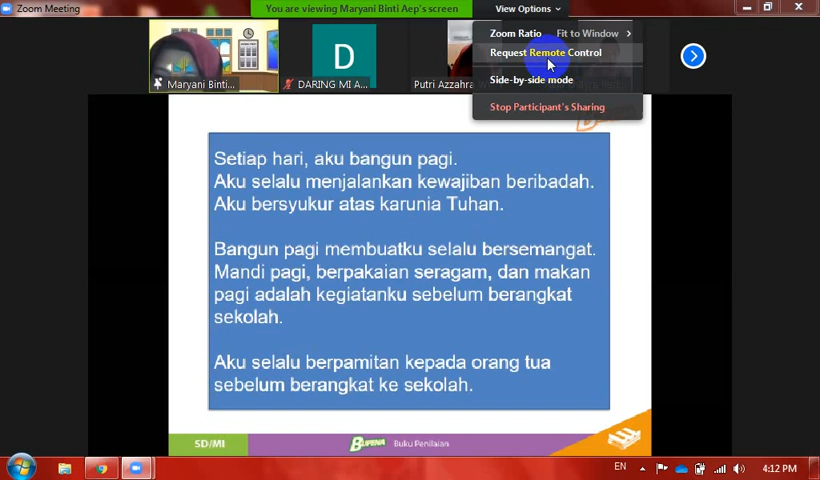 Zoom Meeting
You are viewing Maryani Binti Aep's screen
View Options
Zoom Ratio Fit to Window
Request Remote Control
Side-by-side mode
Stop Participant's Sharing
Maryani Binti...
D
DARING MI A...
Putri Azzahra
Setiap hari, aku bangun pagi.
Aku selalu menjalankan kewajiban beribadah.
Aku bersyukur atas karunia Tuhan.
Bangun pagi membuatku selalu bersemangat.
Mandi pagi, berpakaian seragam, dan makan
pagi adalah kegiatanku sebelum berangkat
sekolah.
Aku selalu berpamitan kepada orang tua
sebelum berangkat ke sekolah.
SD/MI
BUPENA Buku Penilaian
EN
4:12 PM